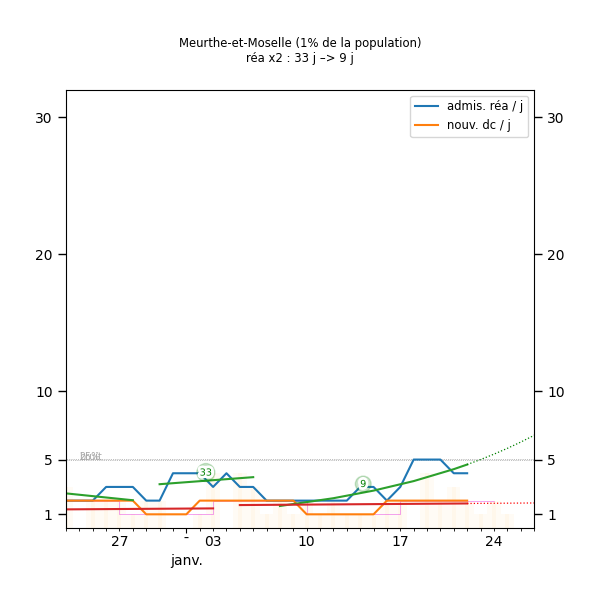 Meurthe-et-Moselle (1% de la population)
réa x2 : 33 j –> 9 j
admis. réa / j
nouv. dc / j
30 30
20 20
10 10
5 5
33
9
1 1
27 - 03 10 17 24
janv.